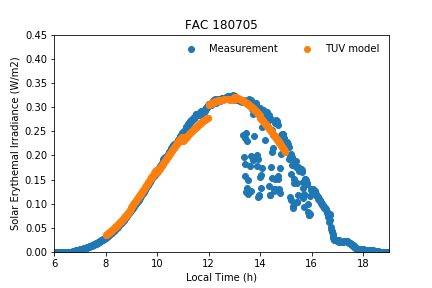 FAC 180705
0.45
0.40
0.35
0.30
0.25
0.20
0.15
0.10
0.05
0.00
Solar Erythemal Irradiance (W/m2)
Measurement
TUV model
6 8 10 12 14 16 18
Local Time (h)